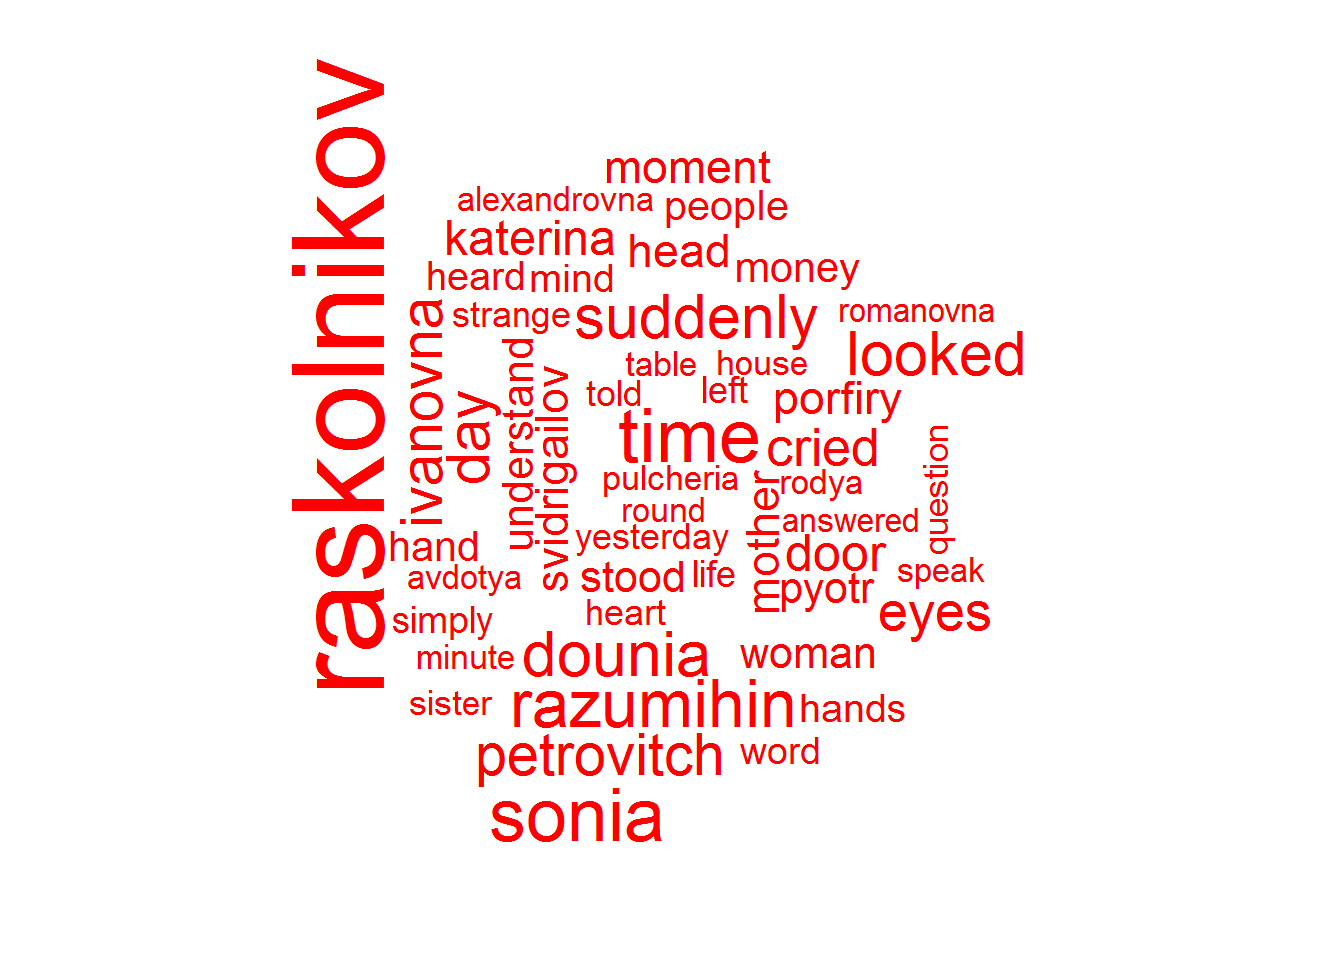 raskolnikov
moment
alexandrovna
people
katerina
head
money
heard
mind
strange
suddenly
romanovna
looked
ivanovna
day
understand
svidrigailov
table
house
told
left
porfiry
time
cried
pulcheria
mother
rodya
question
round
answered
yesterday
door
hand
avdotya
stood
life
pyotr
speak
simply
heart
eyes
minute
dounia
woman
sister
razumihin
hands
petrovitch
word
sonia